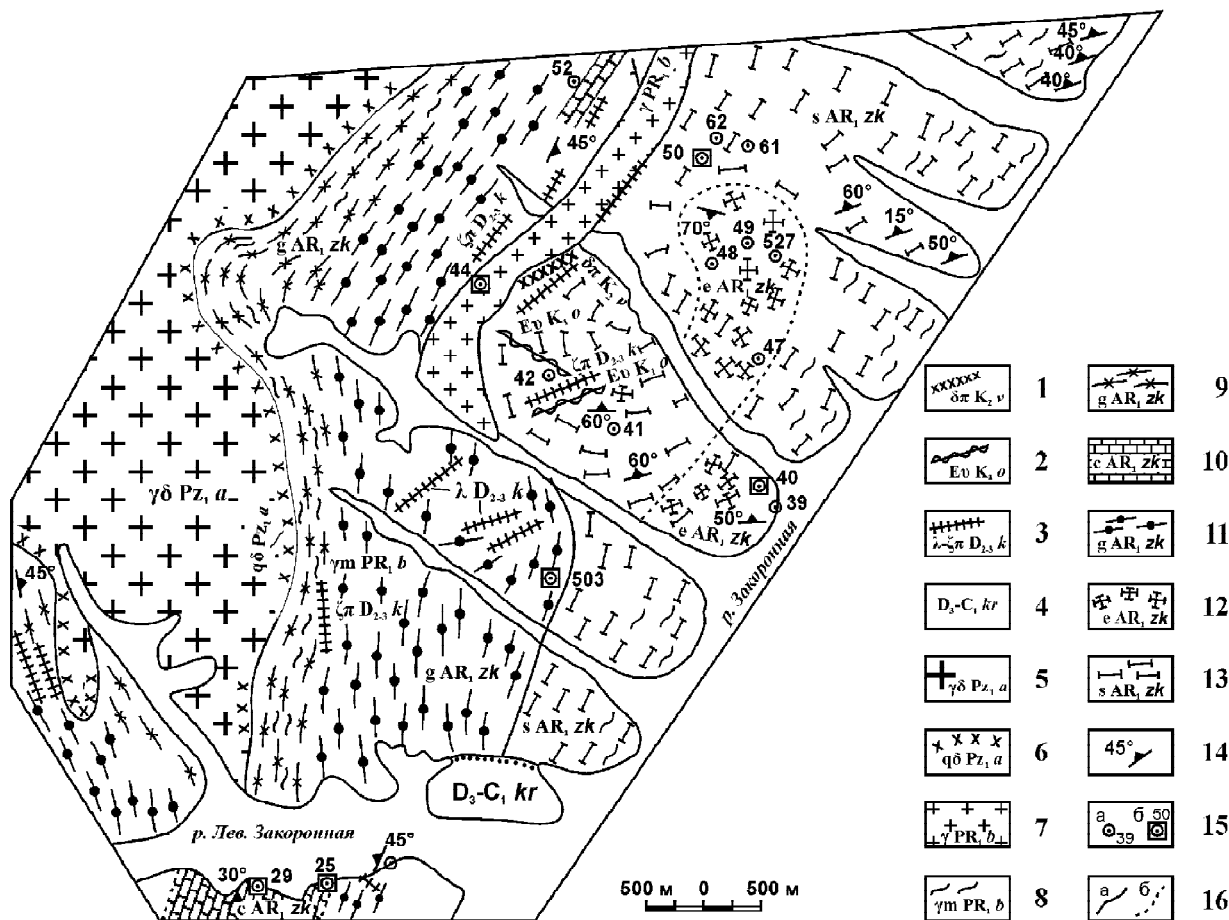 52
γ PR₁ b
45°
40°
40°
s AR₁ zk
62
61
50
45°
60°
15°
50°
70°
49
48
527
ζπ D₂₋₃ k
g AR₁ zk
44
e AR₁ zk
δπ K₂ ν
Eυ K₁ o
ζπ D₂₋₃ k
Eυ K₁ o
47
42
60°
41
60°
40
39
50°
e AR₁ zk
γδ Pz₁ a
qδ Pz₁ a
λ D₂₋₃ k
γm PR₁ b
503
р. Закоронная
ζπ D₂₋₃ k
45°
g AR₁ zk
s AR₁ zk
D₃-C₁ kr
р. Лев. Закоронная
45°
30°
29
25
c AR₁ zk
500 м 0 500 м
δπ K₂ ν
1
Eυ K₁ o
2
λ-ζπ D₂₋₃ k
3
D₃-C₁ kr
4
γδ Pz₁ a
5
qδ Pz₁ a
6
γ PR₁ b
7
γm PR₁ b
8
g AR₁ zk
9
c AR₁ zk
10
g AR₁ zk
11
e AR₁ zk
12
s AR₁ zk
13
45°
14
а б 50
39
15
а б
16